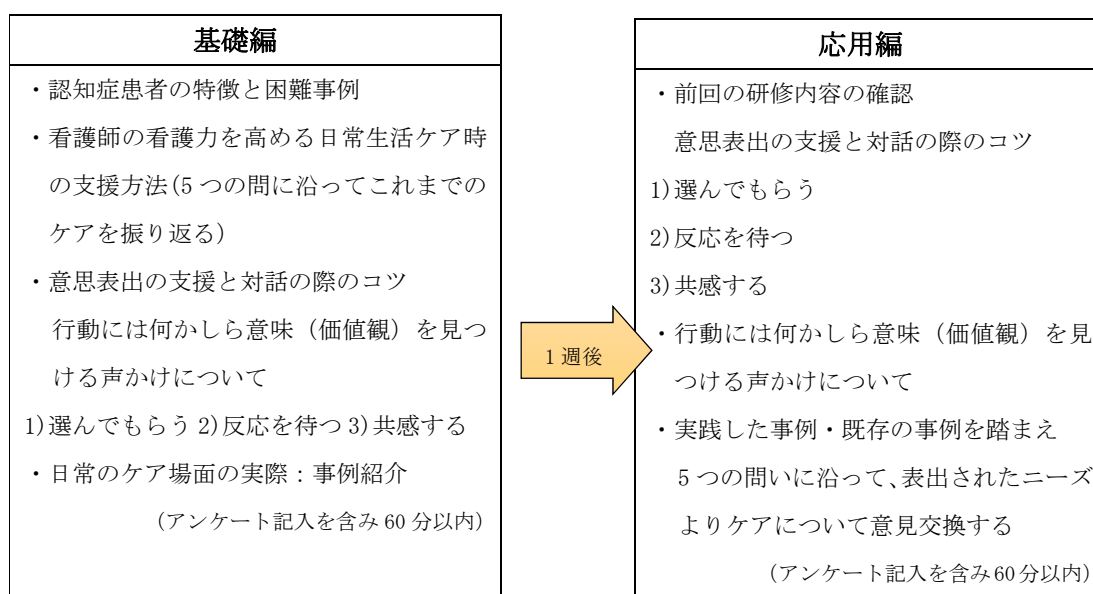 基礎編
・認知症患者の特徴と困難事例
・看護師の看護力を高める日常生活ケア時
の支援方法(5 つの問に沿ってこれまでの
ケアを振り返る)
・意思表出の支援と対話の際のコツ
行動には何かしら意味（価値観）を見つ
ける声かけについて
1)選んでもらう 2)反応を待つ 3)共感する
・日常のケア場面の実際：事例紹介
(アンケート記入を含み 60 分以内)
1 週後
応用編
・前回の研修内容の確認
意思表出の支援と対話の際のコツ
1)選んでもらう
2)反応を待つ
3)共感する
・行動には何かしら意味（価値観）を見
つける声かけについて
・実践した事例・既存の事例を踏まえ
5 つの問いに沿って、表出されたニーズ
よりケアについて意見交換する
(アンケート記入を含み 60 分以内)